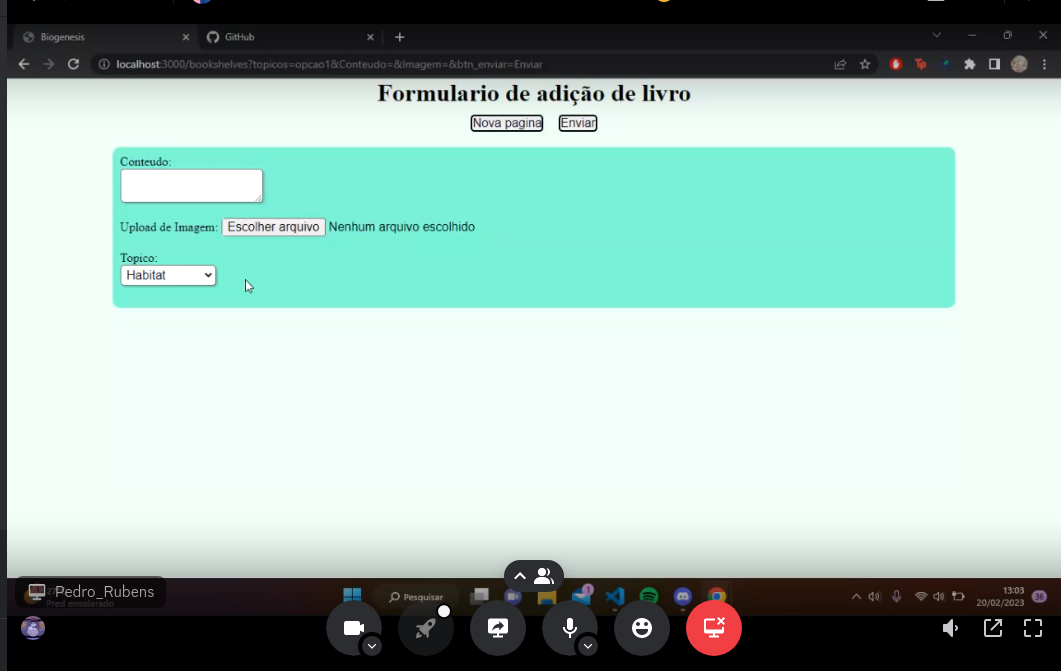 Biogenesis
GitHub
localhost:3000/bookshelves?topicos=opcao1&Conteudo=&Imagem=&btn_enviar=Enviar
Formulario de adição de livro
Nova pagina Enviar
Conteudo:
Upload de Imagem: Escolher arquivo Nenhum arquivo escolhido
Topico:
Habitat
Pedro_Rubens
Pred ensolarado
Pesquisar
13:03
20/02/2023
36